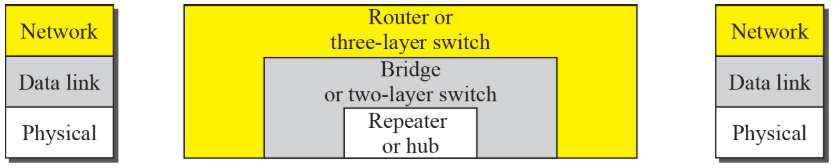 Network
Data link
Physical
Router or
three-layer switch
Bridge
or two-layer switch
Repeater
or hub
Network
Data link
Physical